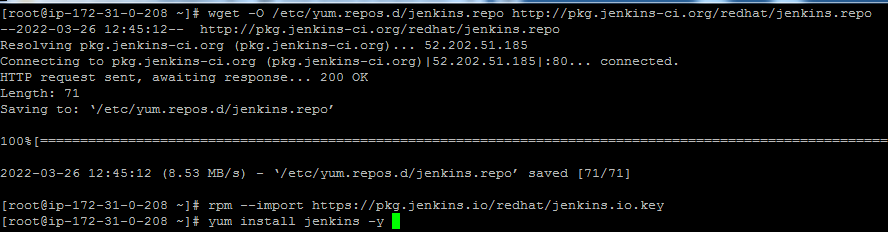 [root@ip-172-31-0-208 ~]# wget -O /etc/yum.repos.d/jenkins.repo http://pkg.jenkins-ci.org/redhat/jenkins.repo
--2022-03-26 12:45:12--  http://pkg.jenkins-ci.org/redhat/jenkins.repo
Resolving pkg.jenkins-ci.org (pkg.jenkins-ci.org)... 52.202.51.185
Connecting to pkg.jenkins-ci.org (pkg.jenkins-ci.org)|52.202.51.185|:80... connected.
HTTP request sent, awaiting response... 200 OK
Length: 71
Saving to: ‘/etc/yum.repos.d/jenkins.repo’
100%[==========================================================================================================
2022-03-26 12:45:12 (8.53 MB/s) - ‘/etc/yum.repos.d/jenkins.repo’ saved [71/71]
[root@ip-172-31-0-208 ~]# rpm --import https://pkg.jenkins.io/redhat/jenkins.io.key
[root@ip-172-31-0-208 ~]# yum install jenkins -y